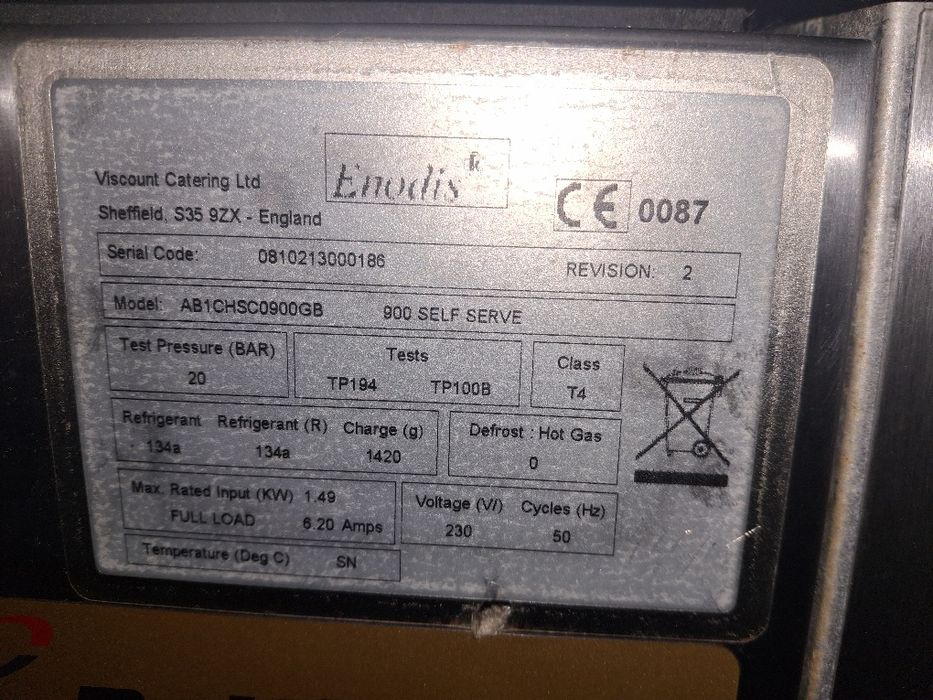 Enodis R
Viscount Catering Ltd
Sheffield, S35 9ZX - England
CE 0087
Serial Code: 0810213000186 REVISION: 2
Model: AB1CHSC0900GB 900 SELF SERVE
Test Pressure (BAR) Tests Class
20 TP194 TP100B T4
Refrigerant Refrigerant (R) Charge (g) Defrost : Hot Gas
134a 134a 1420 0
Max. Rated Input (KW) 1.49 Voltage (V/) Cycles (Hz)
FULL LOAD 6.20 Amps 230 50
Temperature (Deg C) SN